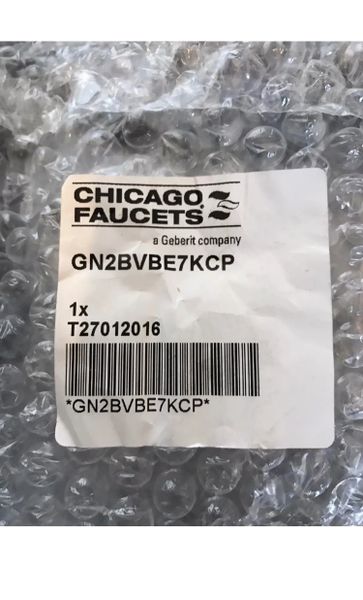 CHICAGO
FAUCETS®
a Geberit company
GN2BVBE7KCP
1x
T27012016
*GN2BVBE7KCP*